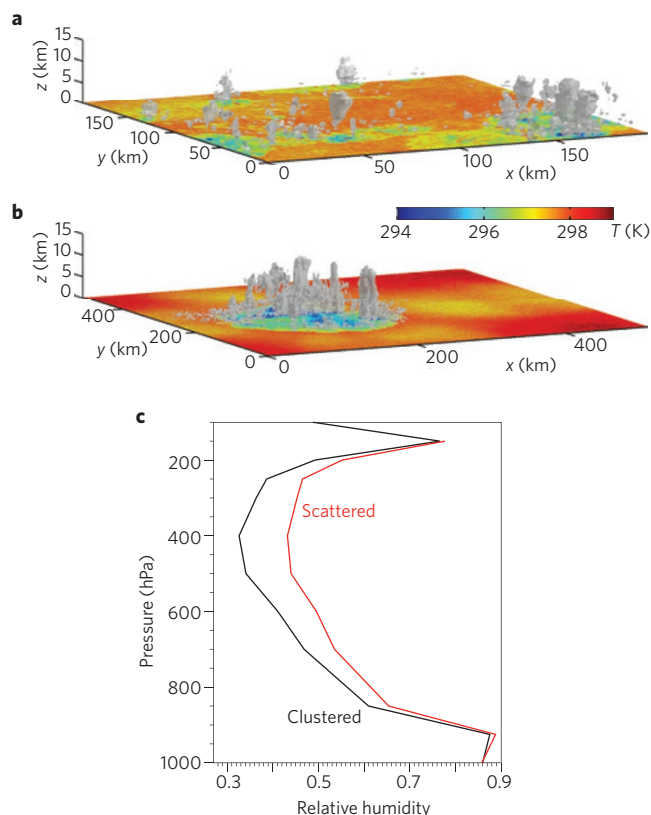 a
15
10
5
0
z (km)
150
100
50
0
y (km)
0
50
100
150
x (km)
b
294
296
298
T (K)
15
10
5
0
z (km)
400
200
0
y (km)
0
200
400
x (km)
c
200
400
600
800
1000
Pressure (hPa)
Scattered
Clustered
0.3
0.5
0.7
0.9
Relative humidity